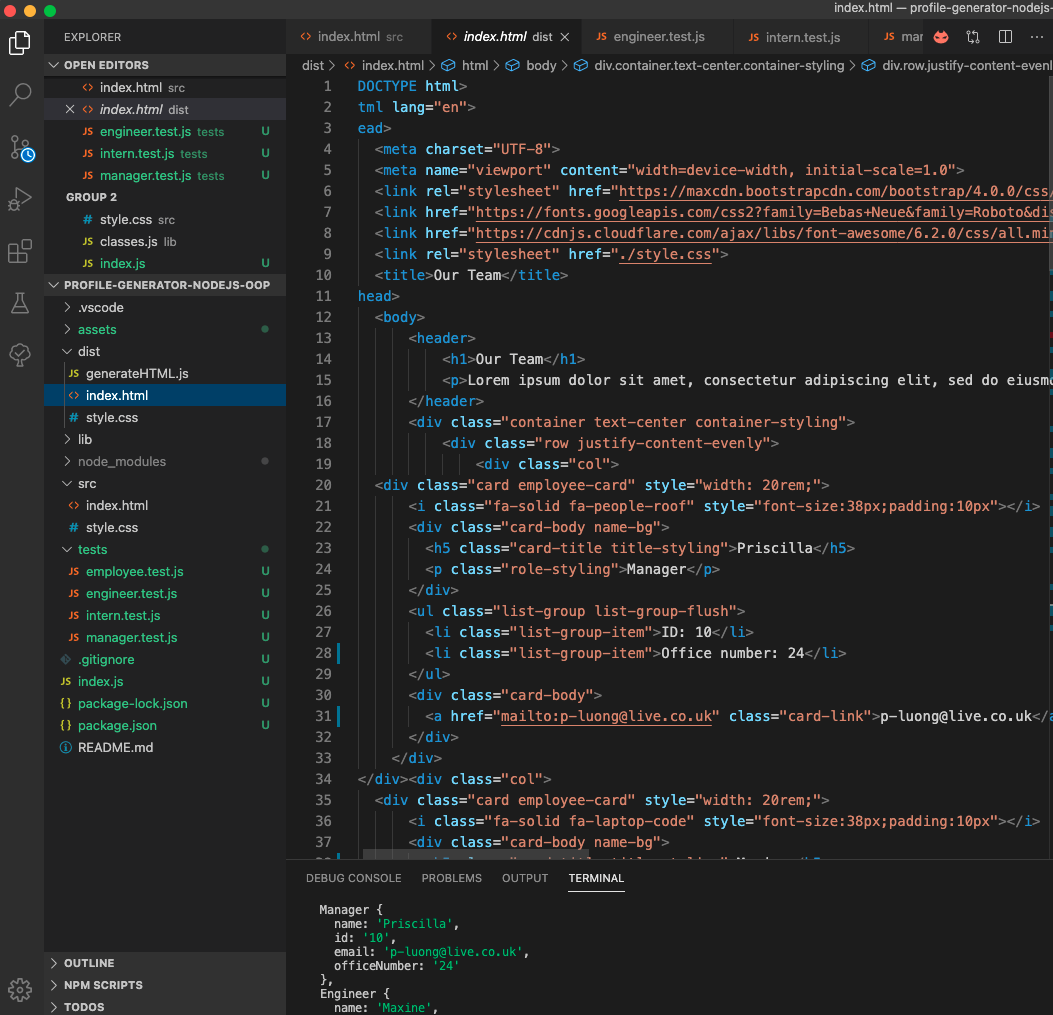 index.html — profile-generator-nodejs-
EXPLORER
OPEN EDITORS
index.html src
index.html dist
JS engineer.test.js tests U
JS intern.test.js tests U
JS manager.test.js tests U
GROUP 2
# style.css src
JS classes.js lib
JS index.js U
PROFILE-GENERATOR-NODEJS-OOP
.vscode
assets
dist
JS generateHTML.js
index.html
# style.css
lib
node_modules
src
index.html
# style.css
tests
JS employee.test.js U
JS engineer.test.js U
JS intern.test.js U
JS manager.test.js U
.gitignore U
JS index.js U
{} package-lock.json U
{} package.json U
README.md
OUTLINE
NPM SCRIPTS
TODOS
index.html src
index.html dist
JS engineer.test.js
JS intern.test.js
JS mar
dist > index.html > html > body > div.container.text-center.container-styling > div.row.justify-content-evenl
1 DOCTYPE html>
2 tml lang="en">
3 ead>
4 <meta charset="UTF-8">
5 <meta name="viewport" content="width=device-width, initial-scale=1.0">
6 <link rel="stylesheet" href="https://maxcdn.bootstrapcdn.com/bootstrap/4.0.0/css/
7 <link href="https://fonts.googleapis.com/css2?family=Bebas+Neue&family=Roboto&dis
8 <link href="https://cdnjs.cloudflare.com/ajax/libs/font-awesome/6.2.0/css/all.mi
9 <link rel="stylesheet" href="./style.css">
10 <title>Our Team</title>
11 head>
12 <body>
13 <header>
14 <h1>Our Team</h1>
15 <p>Lorem ipsum dolor sit amet, consectetur adipiscing elit, sed do eiusmo
16 </header>
17 <div class="container text-center container-styling">
18 <div class="row justify-content-evenly">
19 <div class="col">
20 <div class="card employee-card" style="width: 20rem;">
21 <i class="fa-solid fa-people-roof" style="font-size:38px;padding:10px"></i>
22 <div class="card-body name-bg">
23 <h5 class="card-title title-styling">Priscilla</h5>
24 <p class="role-styling">Manager</p>
25 </div>
26 <ul class="list-group list-group-flush">
27 <li class="list-group-item">ID: 10</li>
28 <li class="list-group-item">Office number: 24</li>
29 </ul>
30 <div class="card-body">
31 <a href="mailto:p-luong@live.co.uk" class="card-link">p-luong@live.co.uk</a
32 </div>
33 </div>
34 </div><div class="col">
35 <div class="card employee-card" style="width: 20rem;">
36 <i class="fa-solid fa-laptop-code" style="font-size:38px;padding:10px"></i>
37 <div class="card-body name-bg">
DEBUG CONSOLE PROBLEMS OUTPUT TERMINAL
Manager {
name: 'Priscilla',
id: '10',
email: 'p-luong@live.co.uk',
officeNumber: '24'
},
Engineer {
name: 'Maxine',